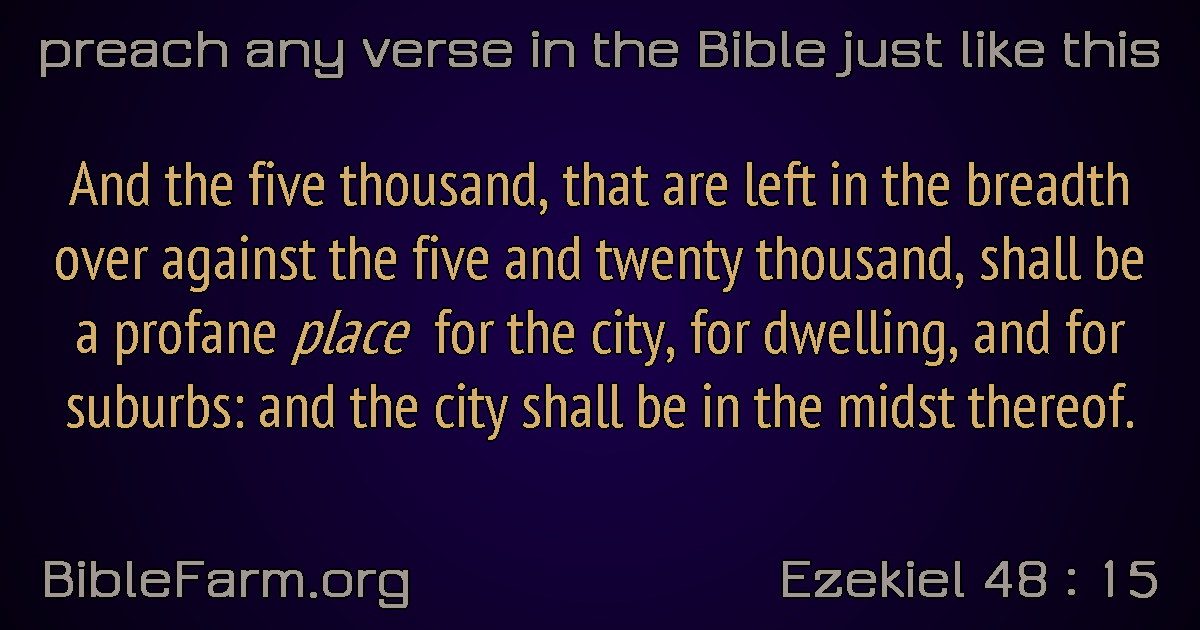 preach any verse in the Bible just like this
And the five thousand, that are left in the breadth
over against the five and twenty thousand, shall be
a profane place for the city, for dwelling, and for
suburbs: and the city shall be in the midst thereof.
BibleFarm.org
Ezekiel 48 : 15